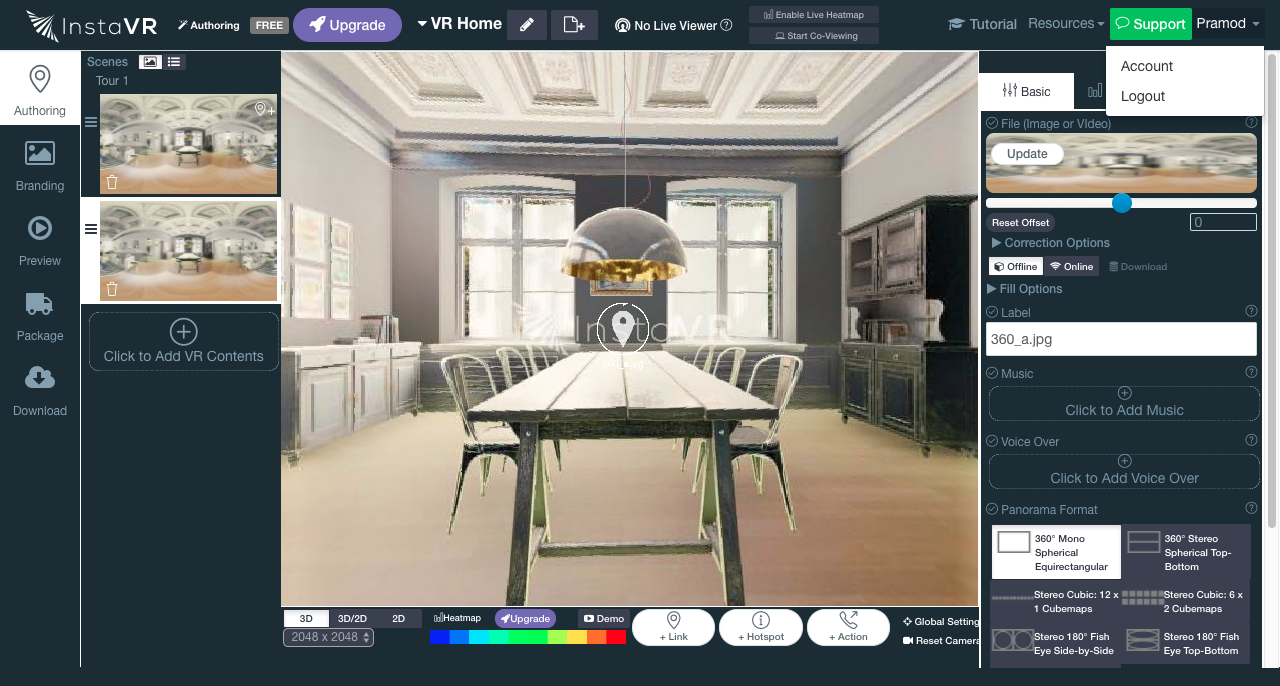 InstaVR
Authoring
FREE
Upgrade
VR Home
No Live Viewer
Enable Live Heatmap
Start Co-Viewing
Tutorial
Resources
Support
Pramod
Account
Logout
Authoring
Branding
Preview
Package
Download
Scenes
Tour 1
Click to Add VR Contents
InstaVR
3D
3D/2D
2D
Heatmap
Upgrade
Demo
2048 x 2048
+ Link
+ Hotspot
+ Action
Global Setting
Reset Camera
Basic
File (Image or VIdeo)
Update
Reset Offset
0
Correction Options
Offline
Online
Download
Fill Options
Label
360_a.jpg
Music
Click to Add Music
Voice Over
Click to Add Voice Over
Panorama Format
360° Mono
Spherical
Equirectangular
360° Stereo
Spherical Top-
Bottom
Stereo Cubic: 12 x
1 Cubemaps
Stereo Cubic: 6 x
2 Cubemaps
Stereo 180° Fish
Eye Side-by-Side
Stereo 180° Fish
Eye Top-Bottom